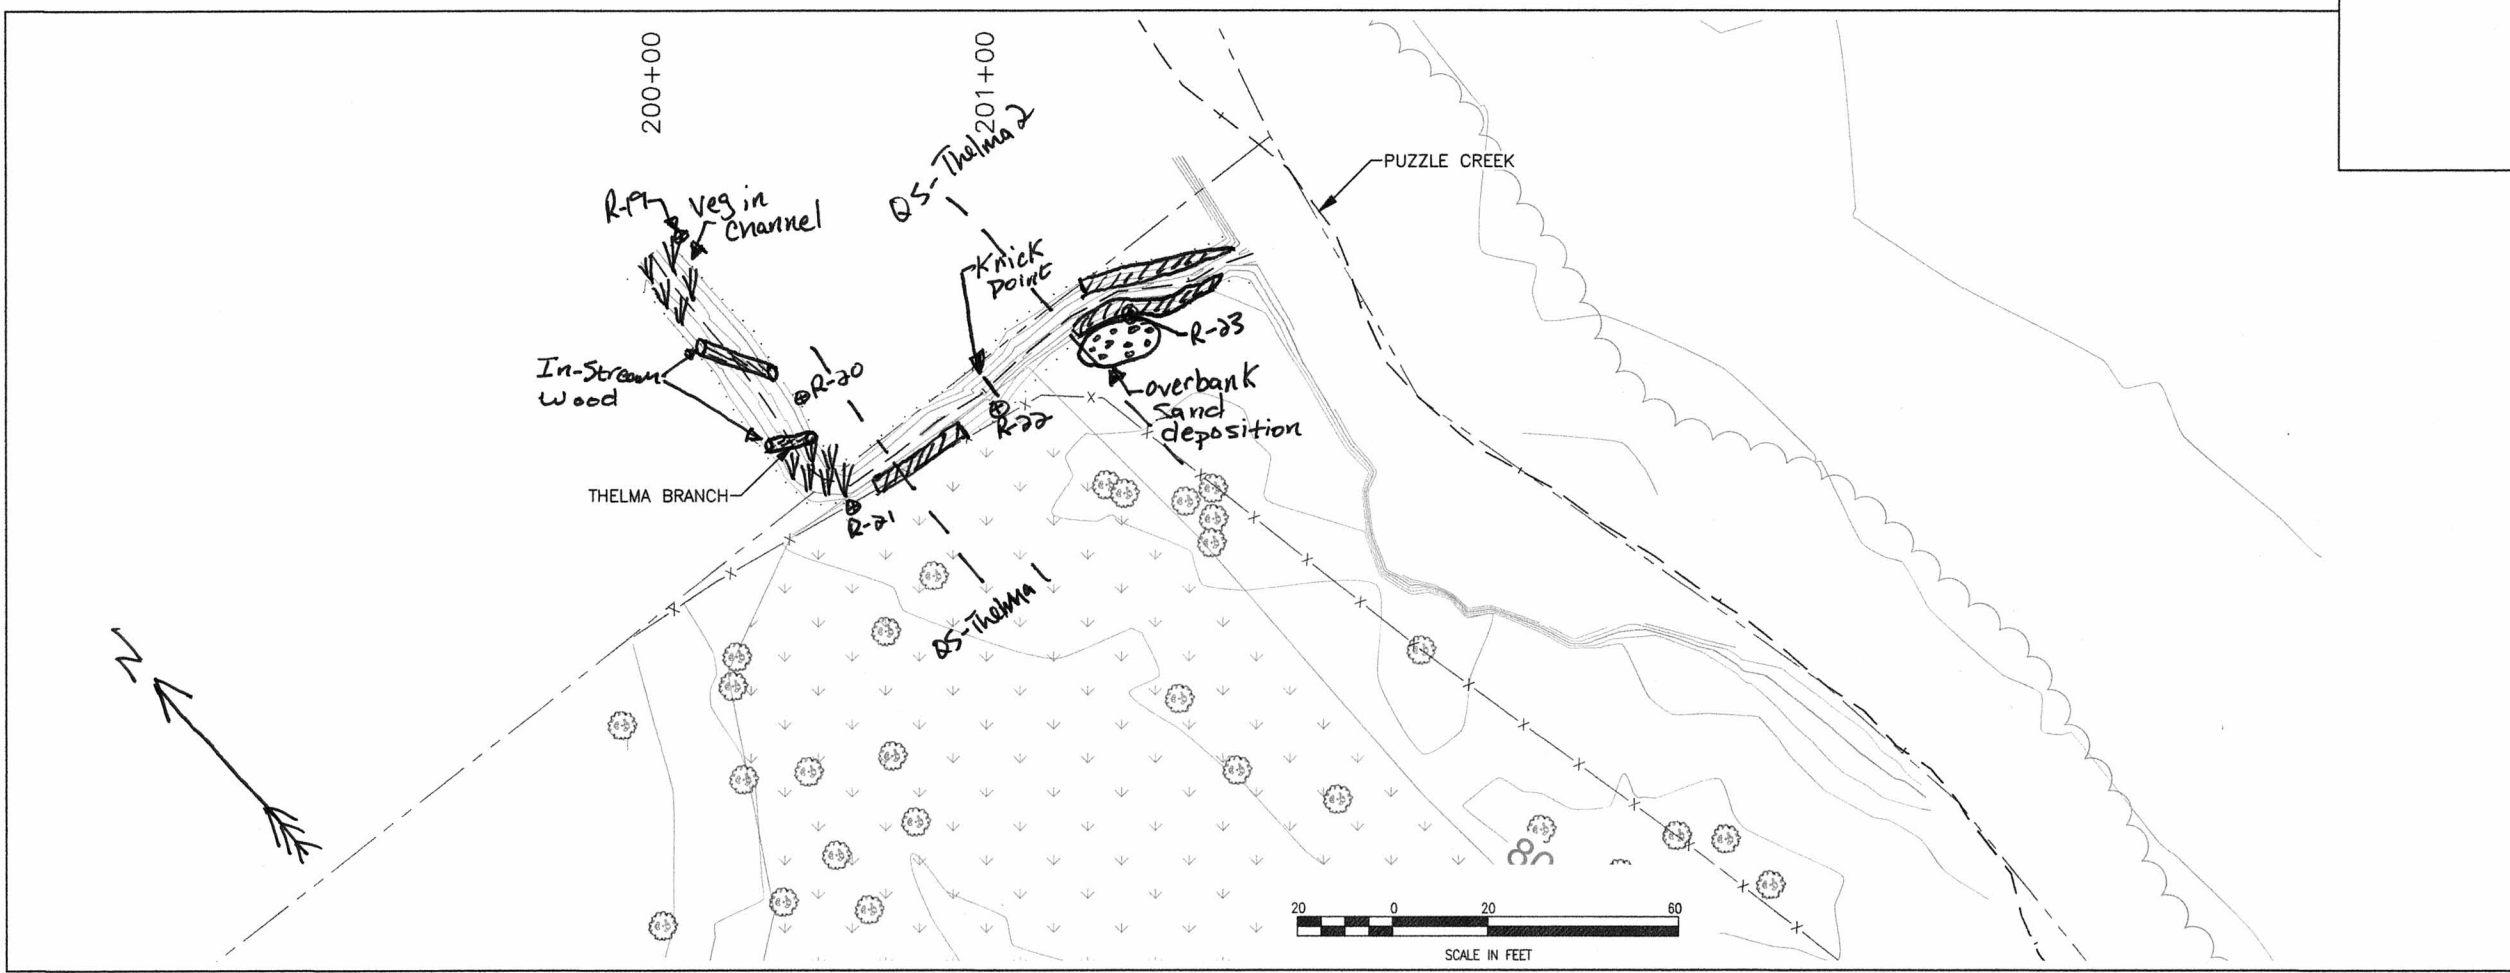 200+00
201+00
PUZZLE CREEK
R-19
Veg in
Channel
QS-Thelma 2
Knick
Point
R-23
In-Stream
Wood
R-20
overbank
Sand
deposition
R-22
THELMA BRANCH
R-21
QS-Thelma 1
N
80
20 0 20 60
SCALE IN FEET